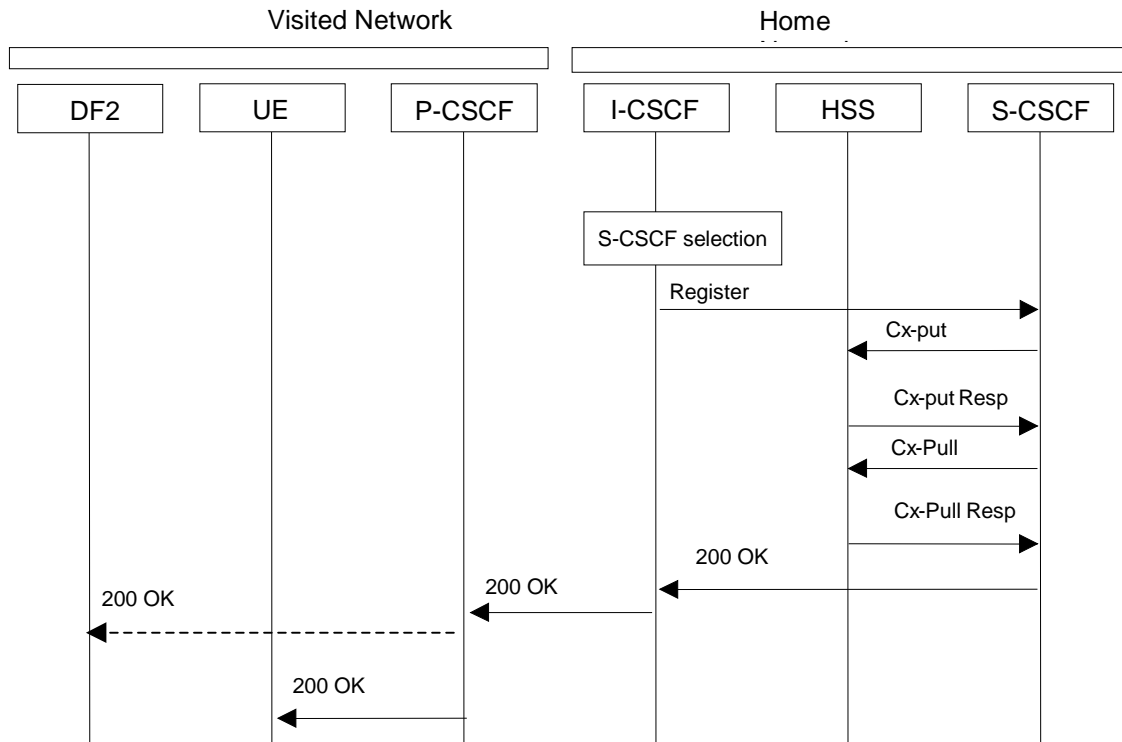 Visited Network
Home
DF2
UE
P-CSCF
I-CSCF
HSS
S-CSCF
S-CSCF selection
Register
Cx-put
Cx-put Resp
Cx-Pull
Cx-Pull Resp
200 OK
200 OK
200 OK
200 OK